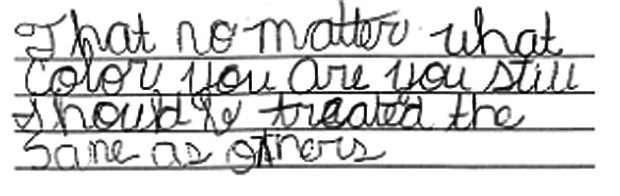 That no matter what
Color you are you still
should be treated the
Same as others